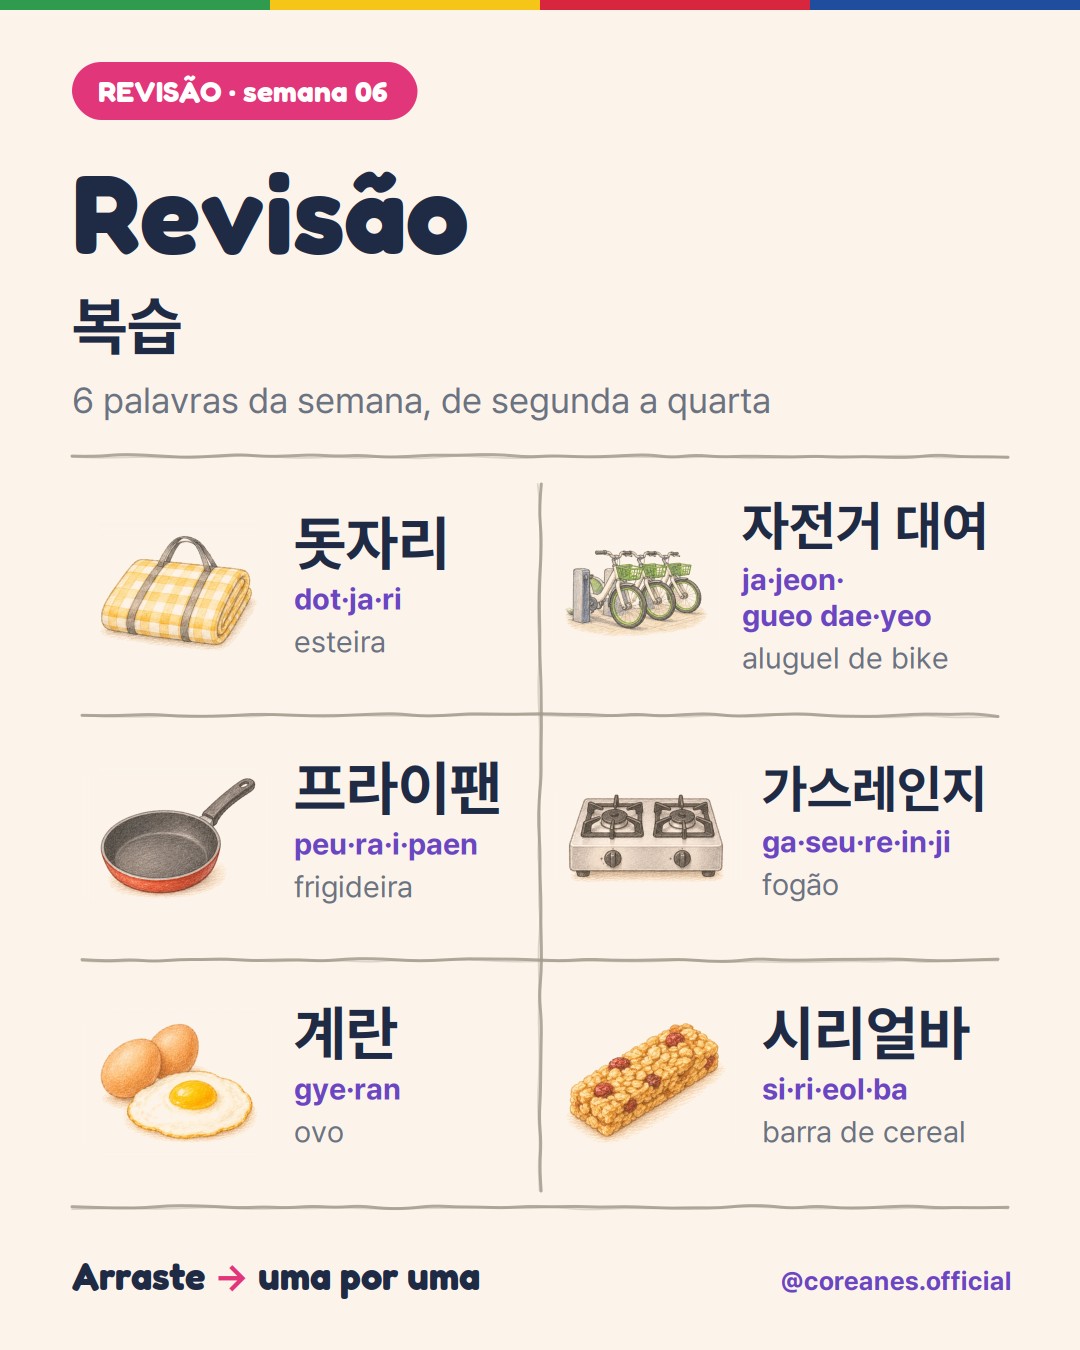 REVISÃO · semana 06
Revisão
복습
6 palavras da semana, de segunda a quarta
돗자리
dot·ja·ri
esteira
자전거 대여
ja·jeon·
gueo dae·yeo
aluguel de bike
프라이팬
peu·ra·i·paen
frigideira
가스레인지
ga·seu·re·in·ji
fogão
계란
gye·ran
ovo
시리얼바
si·ri·eol·ba
barra de cereal
Arraste → uma por uma
@coreanes.official